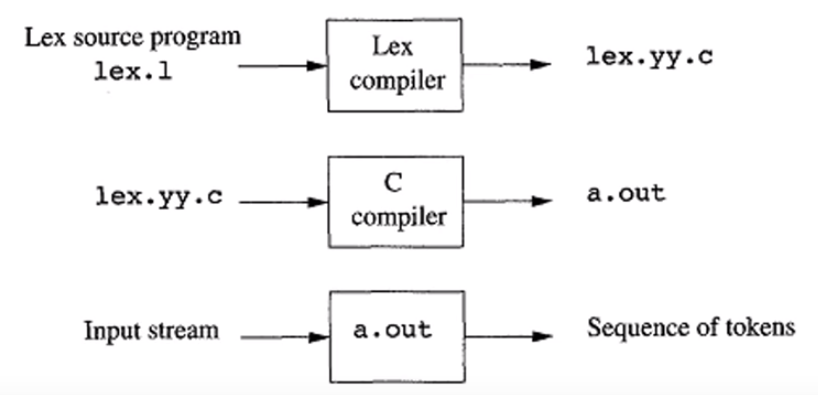 Lex source program
lex.l
Lex
compiler
lex.yy.c
lex.yy.c
C
compiler
a.out
Input stream
a.out
Sequence of tokens